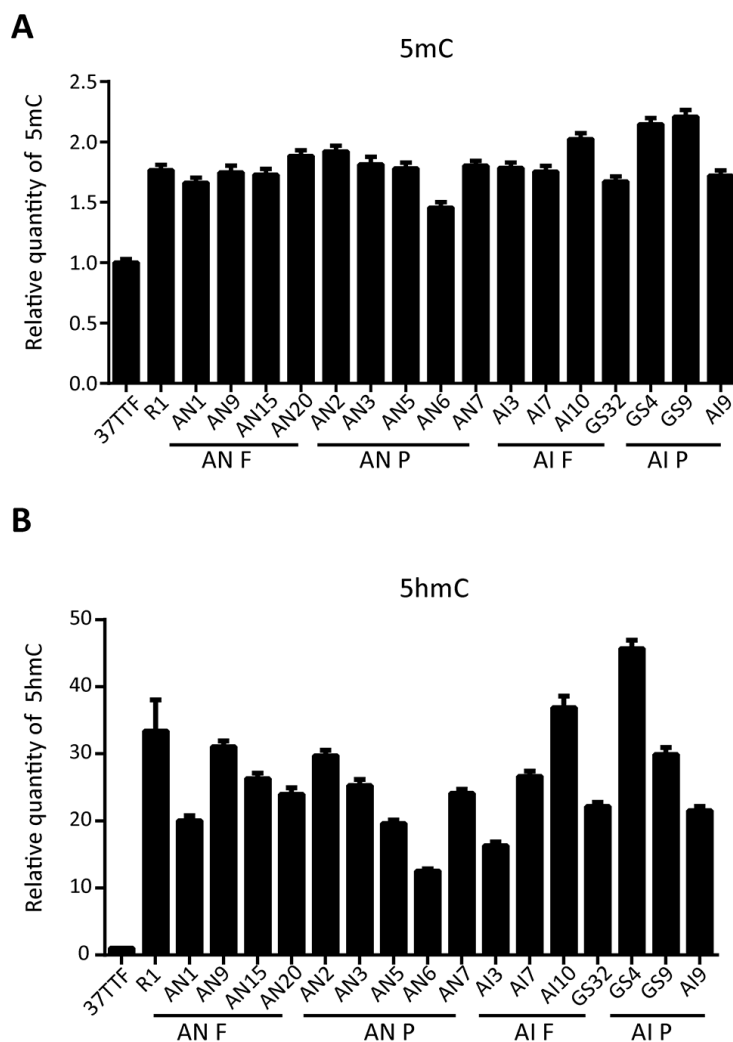 A
5mC
Relative quantity of 5mC
2.5
2.0
1.5
1.0
0.5
0.0
37TTF R1 AN1 AN9 AN15 AN20 AN2 AN3 AN5 AN6 AN7 AI3 AI7 AI10 GS32 GS4 GS9 AI9
AN F AN P AI F AI P
B
5hmC
Relative quantity of 5hmC
50
40
30
20
10
0
37TTF R1 AN1 AN9 AN15 AN20 AN2 AN3 AN5 AN6 AN7 AI3 AI7 AI10 GS32 GS4 GS9 AI9
AN F AN P AI F AI P